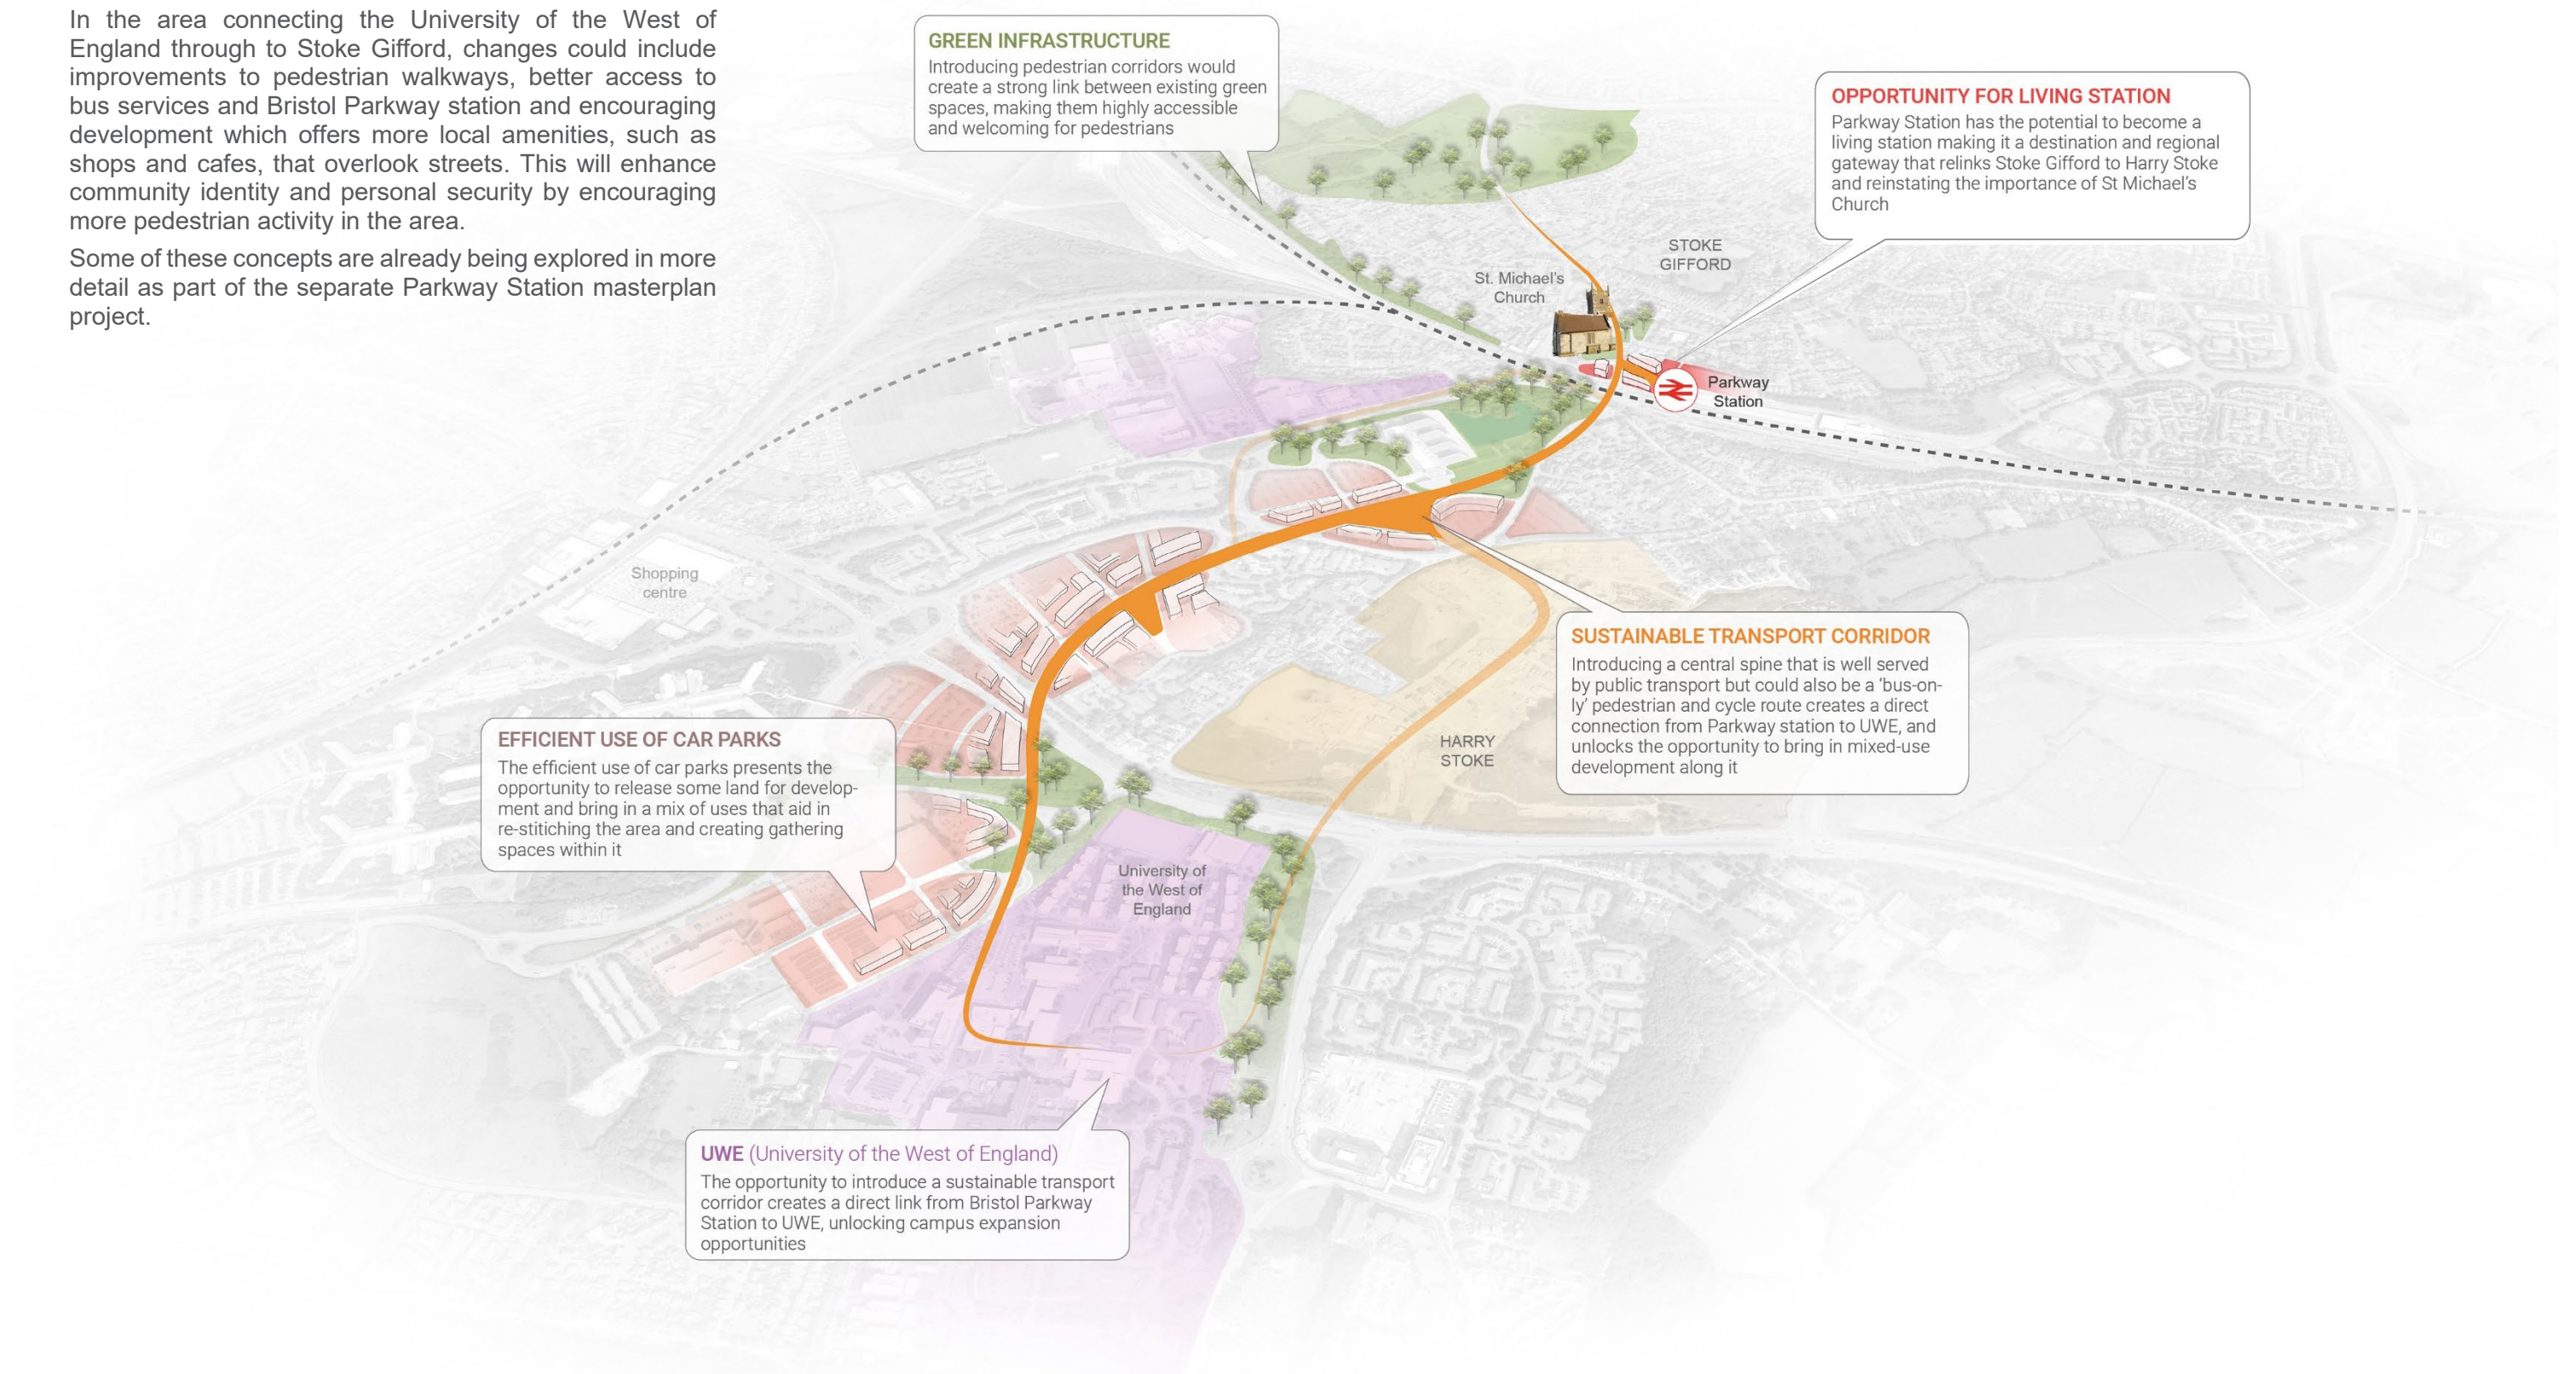 In the area connecting the University of the West of
England through to Stoke Gifford, changes could include
improvements to pedestrian walkways, better access to
bus services and Bristol Parkway station and encouraging
development which offers more local amenities, such as
shops and cafes, that overlook streets. This will enhance
community identity and personal security by encouraging
more pedestrian activity in the area.
Some of these concepts are already being explored in more
detail as part of the separate Parkway Station masterplan
project.
GREEN INFRASTRUCTURE
Introducing pedestrian corridors would
create a strong link between existing green
spaces, making them highly accessible
and welcoming for pedestrians
OPPORTUNITY FOR LIVING STATION
Parkway Station has the potential to become a
living station making it a destination and regional
gateway that relinks Stoke Gifford to Harry Stoke
and reinstating the importance of St Michael's
Church
STOKE
GIFFORD
St. Michael's
Church
Parkway
Station
Shopping
centre
SUSTAINABLE TRANSPORT CORRIDOR
Introducing a central spine that is well served
by public transport but could also be a 'bus-on-
ly' pedestrian and cycle route creates a direct
connection from Parkway station to UWE, and
unlocks the opportunity to bring in mixed-use
development along it
EFFICIENT USE OF CAR PARKS
The efficient use of car parks presents the
opportunity to release some land for develop-
ment and bring in a mix of uses that aid in
re-stitiching the area and creating gathering
spaces within it
HARRY
STOKE
University of
the West of
England
UWE (University of the West of England)
The opportunity to introduce a sustainable transport
corridor creates a direct link from Bristol Parkway
Station to UWE, unlocking campus expansion
opportunities